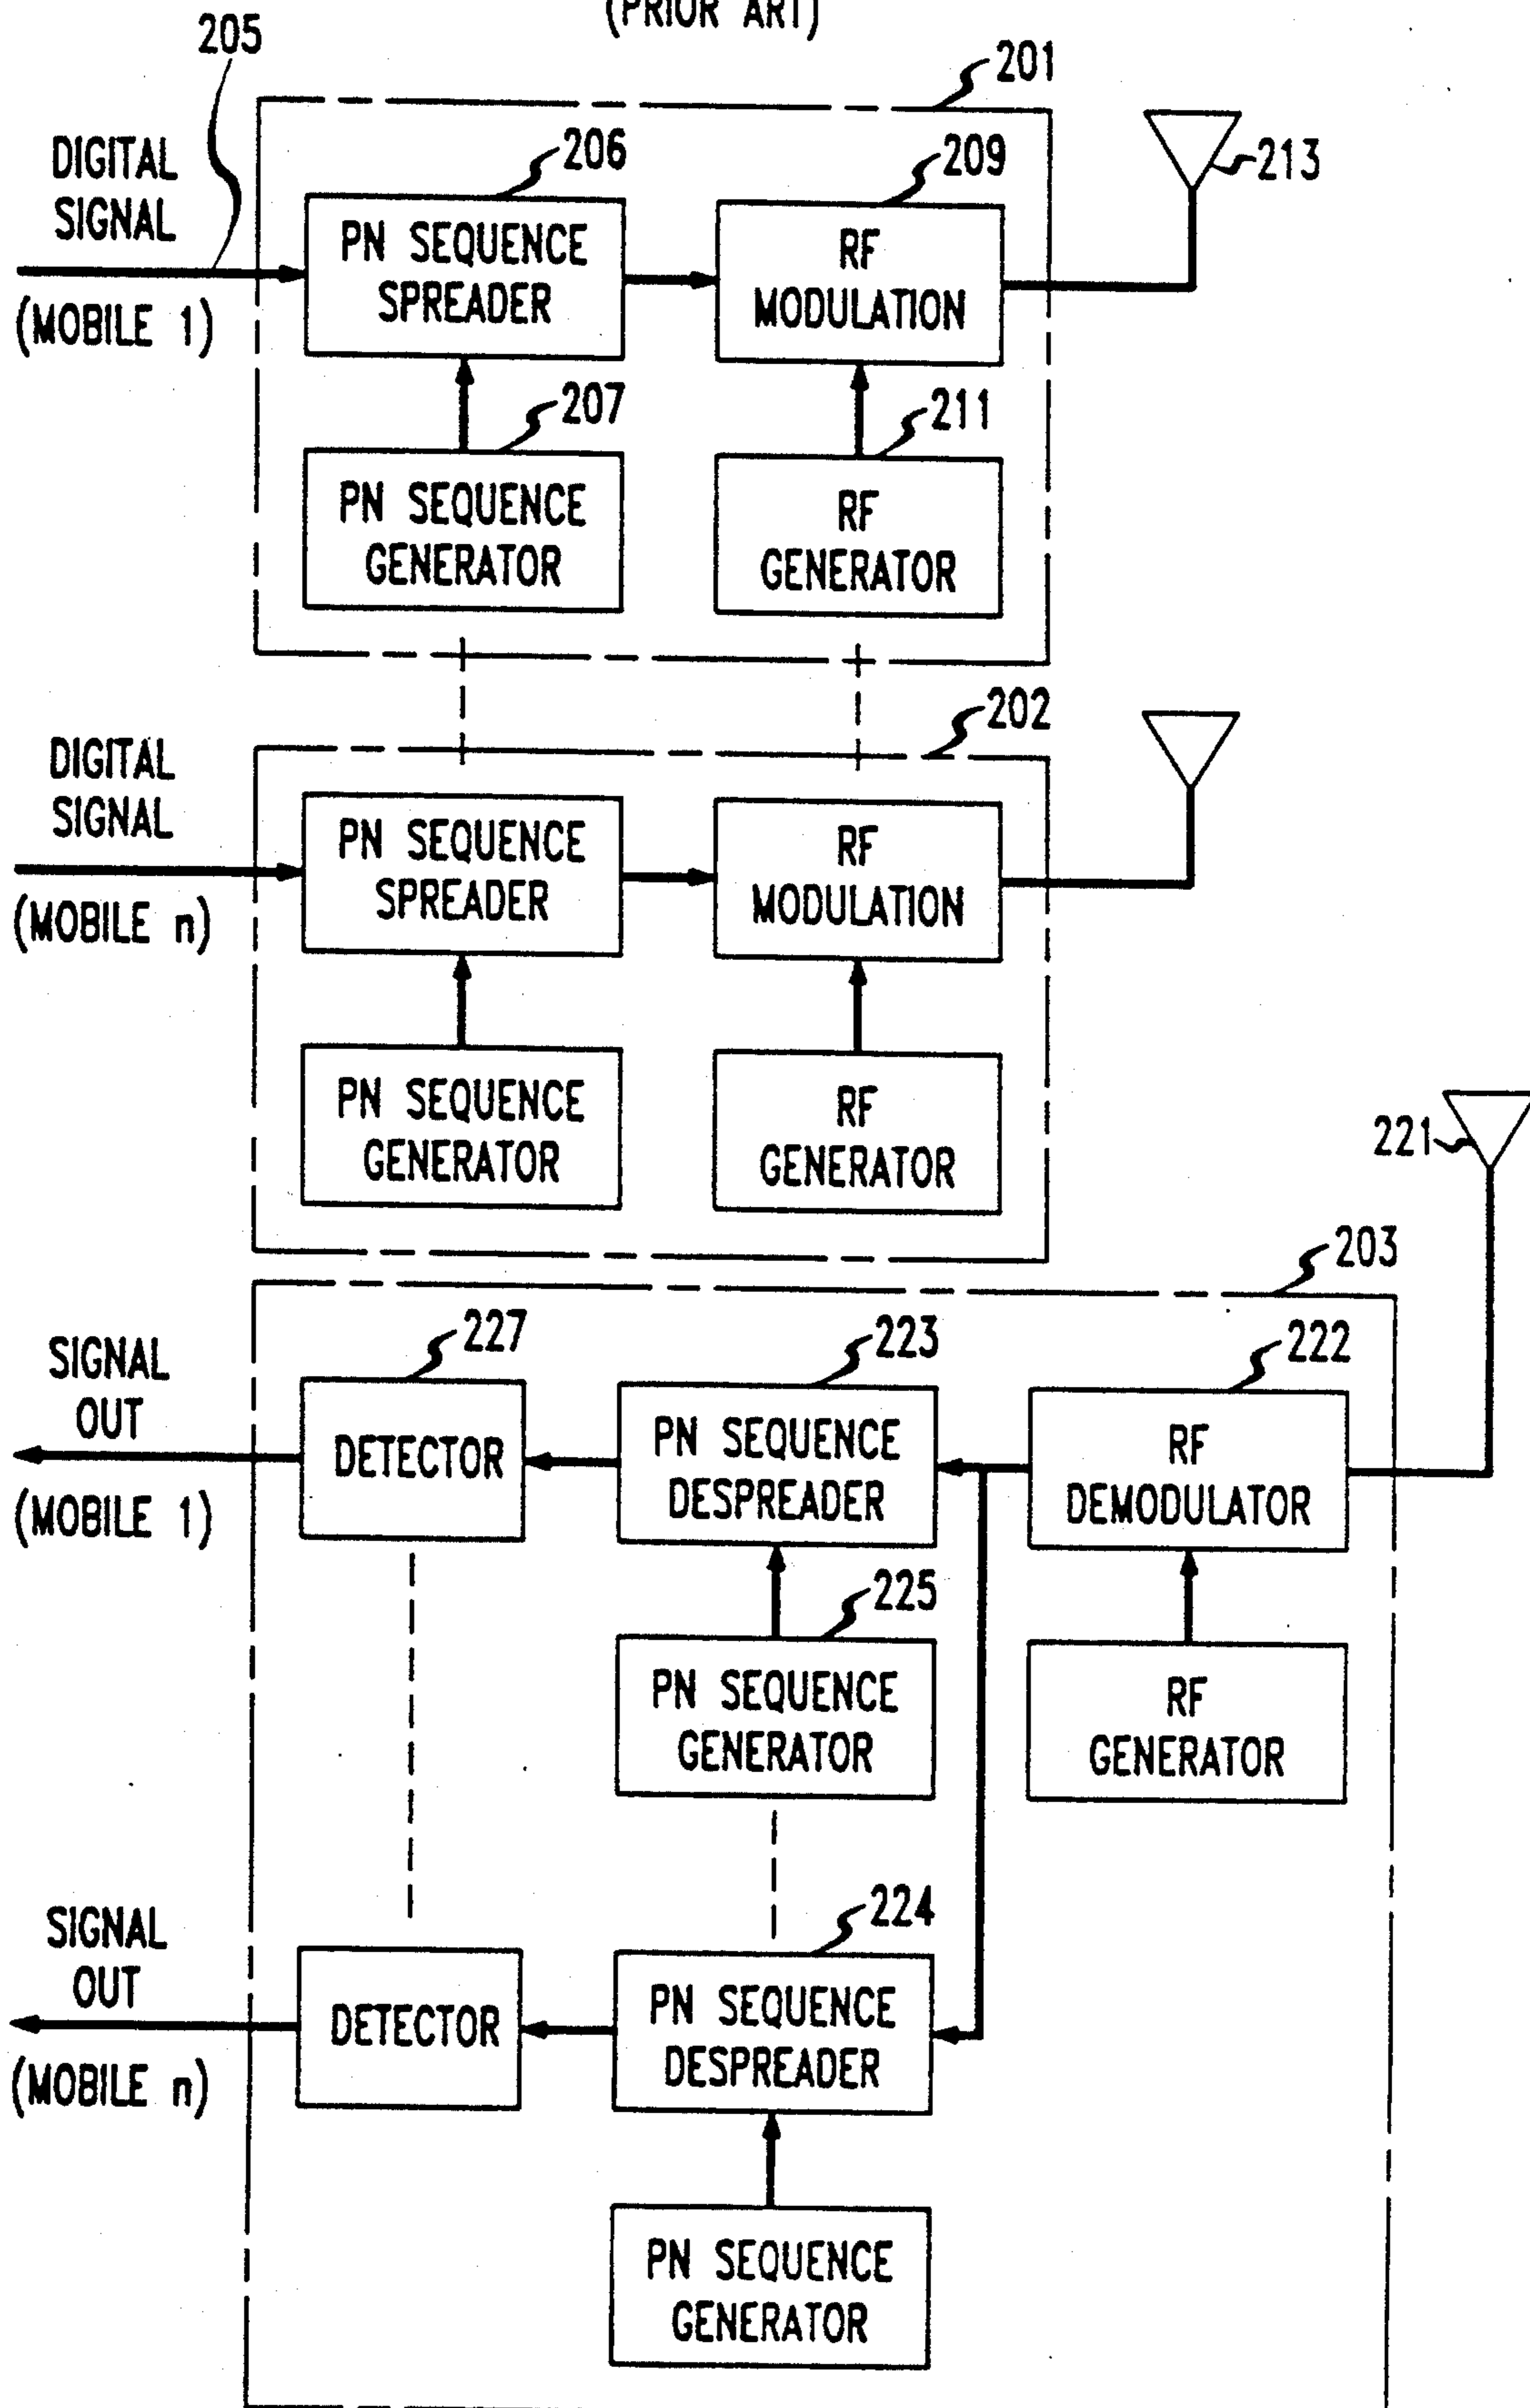 (PRIOR ART)
205
201
DIGITAL
SIGNAL
(MOBILE 1)
206
209
213
PN SEQUENCE
SPREADER
RF
MODULATION
207
211
PN SEQUENCE
GENERATOR
RF
GENERATOR
202
DIGITAL
SIGNAL
(MOBILE n)
PN SEQUENCE
SPREADER
RF
MODULATION
PN SEQUENCE
GENERATOR
RF
GENERATOR
221
203
SIGNAL
OUT
(MOBILE 1)
227
223
222
DETECTOR
PN SEQUENCE
DESPREADER
RF
DEMODULATOR
225
PN SEQUENCE
GENERATOR
RF
GENERATOR
224
SIGNAL
OUT
(MOBILE n)
DETECTOR
PN SEQUENCE
DESPREADER
PN SEQUENCE
GENERATOR